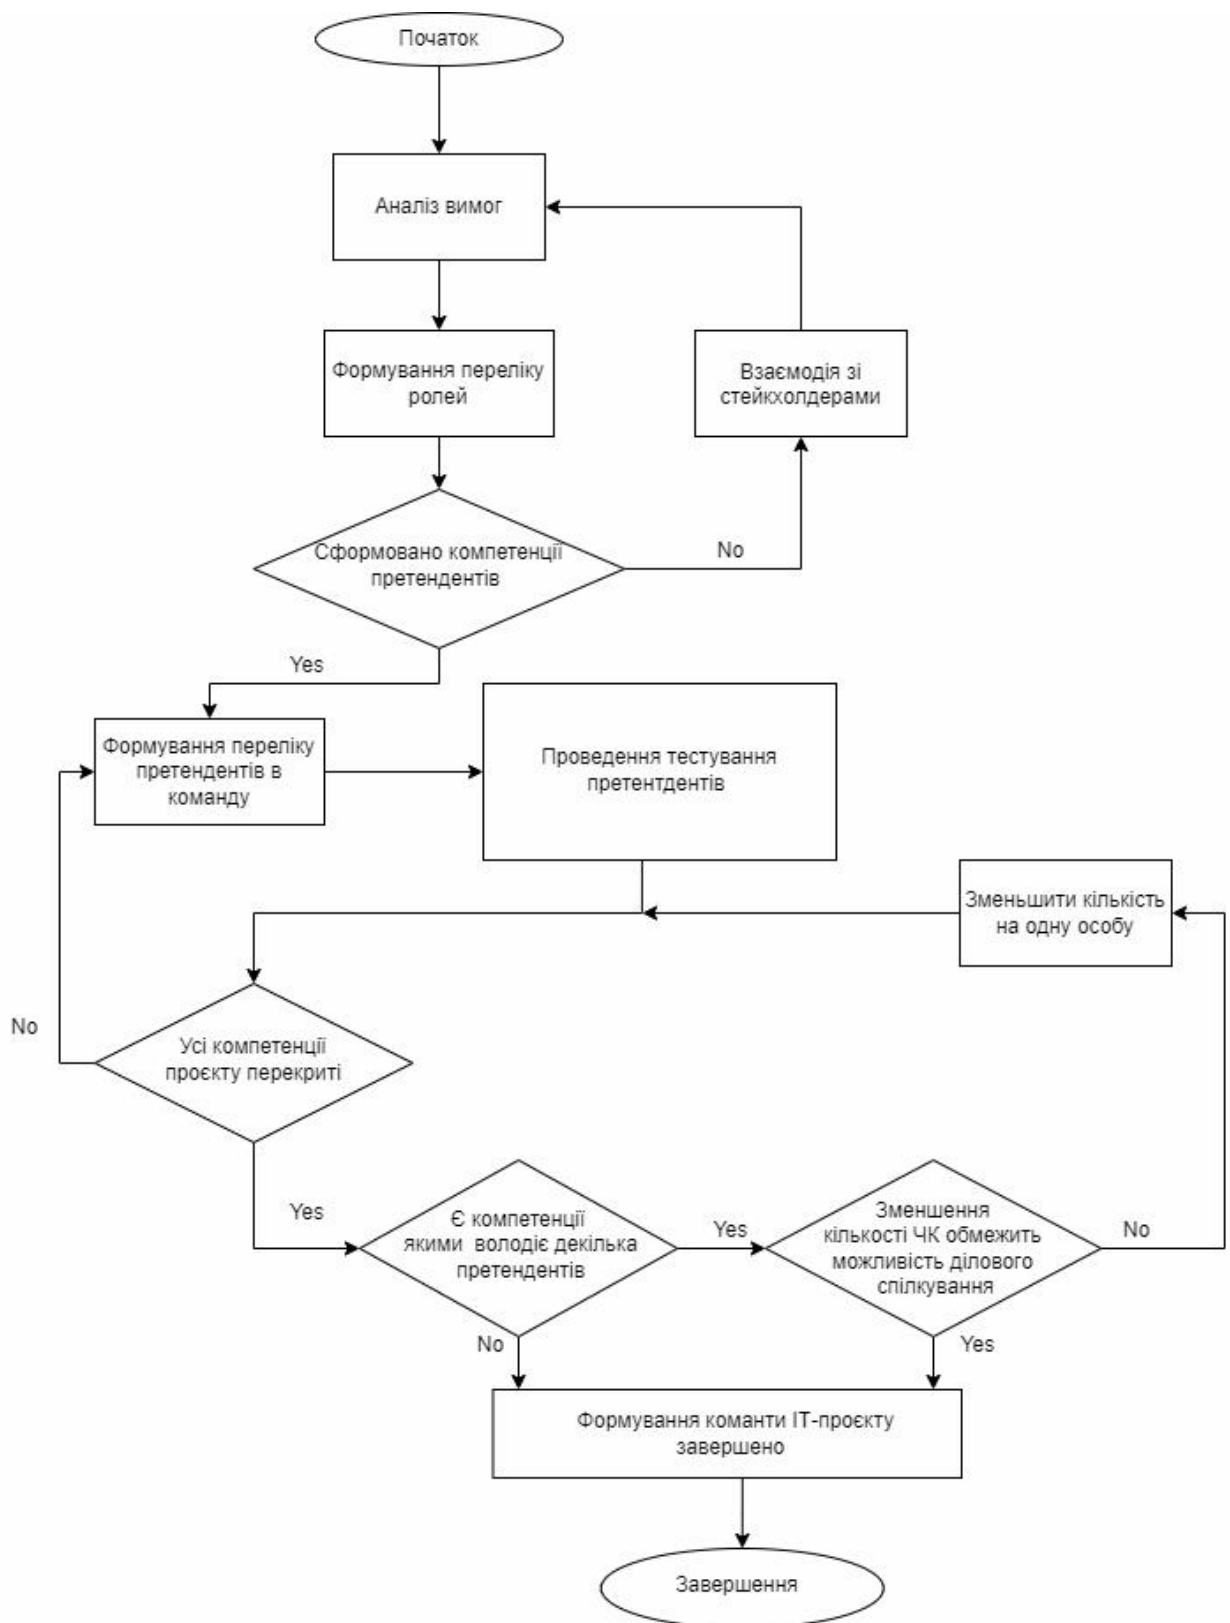 Початок
Аналіз вимог
Формування переліку
ролей
Взаємодія зі
стейкхолдерами
Сформовано компетенції
претендентів
No
Yes
Формування переліку
претендентів в
команду
Проведення тестування
претентдентів
Зменьшити кількість
на одну особу
No
Усі компетенції
проєкту перекриті
Yes
Є компетенції
якими володіє декілька
претендентів
Yes
Зменшення
кількості ЧК обмежить
можливість ділового
спілкування
No
No
Yes
Формування команти ІТ-проєкту
завершено
Завершення